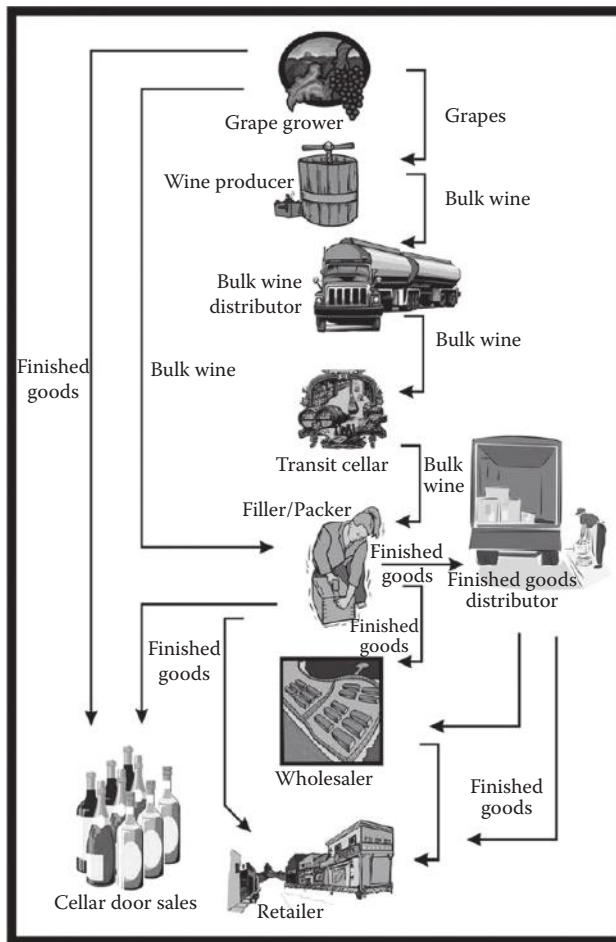 Grape grower
Grapes
Wine producer
Bulk wine
Bulk wine
distributor
Bulk wine
Finished
goods
Bulk wine
Transit cellar
Bulk
wine
Filler/Packer
Finished
goods
Finished goods
distributor
Finished
goods
Finished
goods
Wholesaler
Finished
goods
Cellar door sales
Retailer